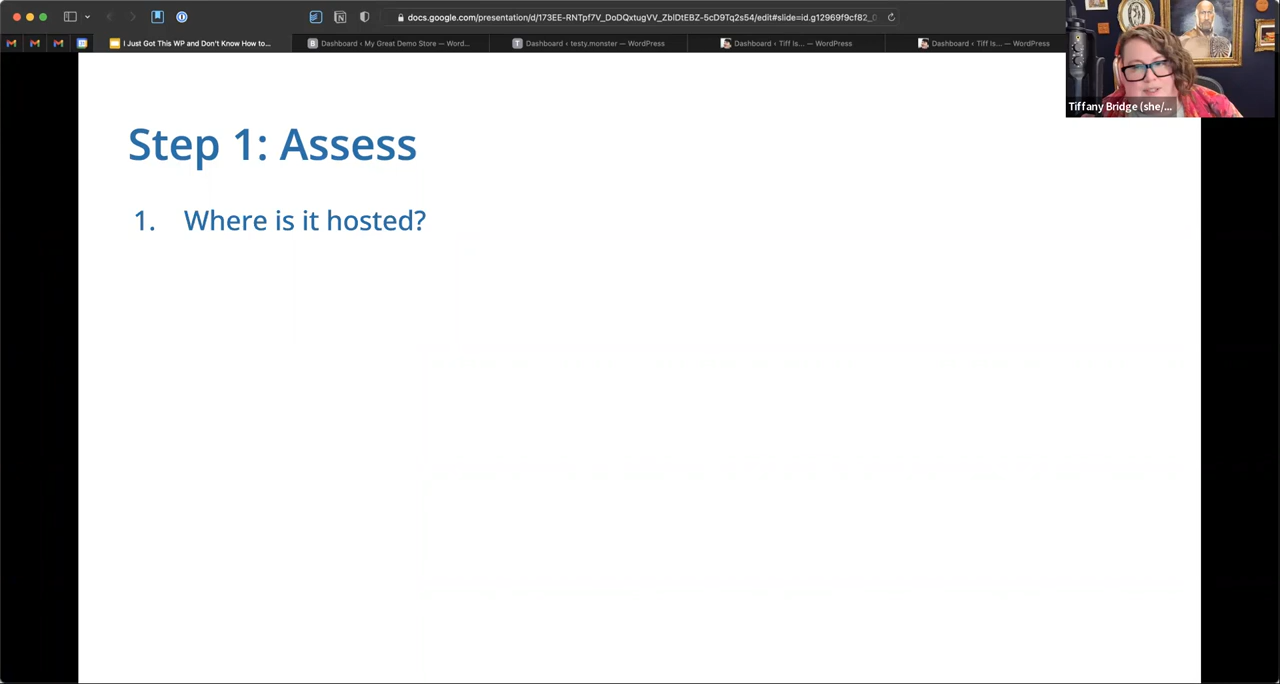 docs.google.com/presentation/d/173EE-RNTpf7V_DoDQxtugVV_ZblDtEBZ-5cD9Tq2s54/edit#slide=id.g12969f9cf82_0
I Just Got This WP and Don't Know How to...
Dashboard ‹ My Great Demo Store — Word...
Dashboard ‹ testy.monster — WordPress
Dashboard ‹ Tiff Is... — WordPress
Dashboard ‹ Tiff Is... — WordPress
Tiffany Bridge (she/...
Step 1: Assess
1. Where is it hosted?